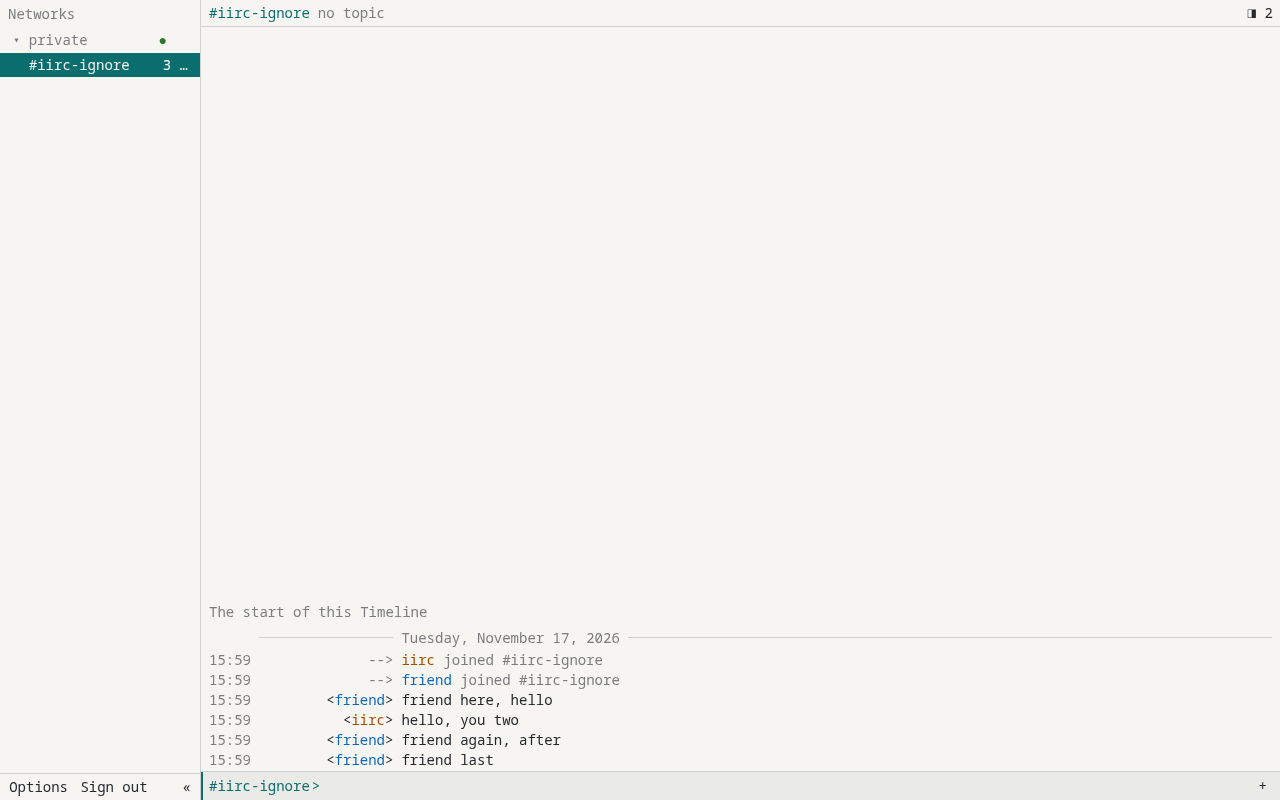 Networks
▾ private ●
#iirc-ignore 3 …
Options Sign out «
#iirc-ignore no topic ◨ 2
The start of this Timeline
Tuesday, November 17, 2026
15:59 --> iirc joined #iirc-ignore
15:59 --> friend joined #iirc-ignore
15:59 <friend> friend here, hello
15:59 <iirc> hello, you two
15:59 <friend> friend again, after
15:59 <friend> friend last
#iirc-ignore> +